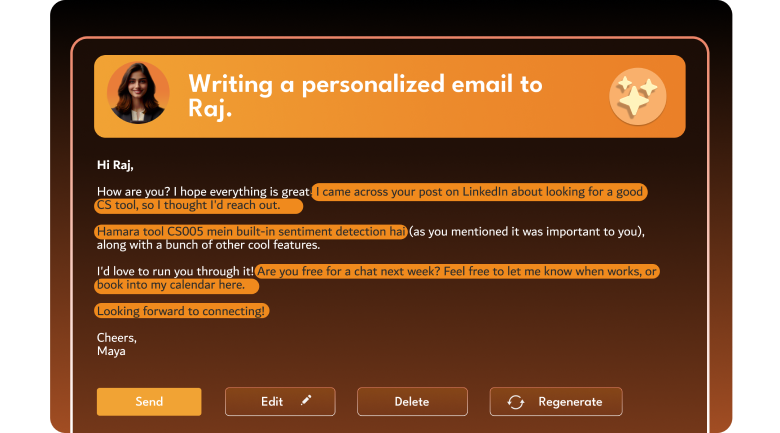 Writing a personalized email to
Raj.
Hi Raj,
How are you? I hope everything is great I came across your post on LinkedIn about looking for a good
CS tool, so I thought I'd reach out.
Hamara tool CS005 mein built-in sentiment detection hai (as you mentioned it was important to you),
along with a bunch of other cool features.
I'd love to run you through it! Are you free for a chat next week? Feel free to let me know when works, or
book into my calendar here.
Looking forward to connecting!
Cheers,
Maya
Send
Edit
Delete
Regenerate